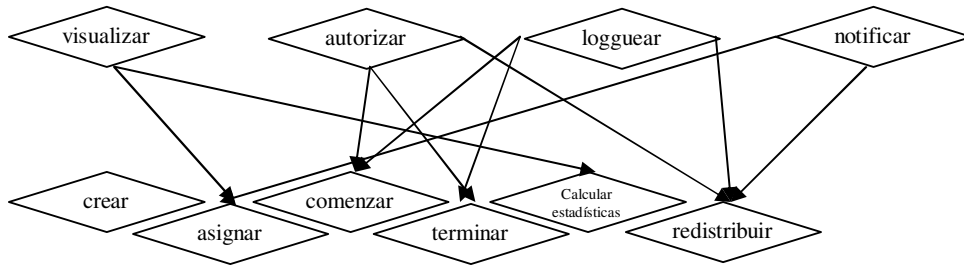 visualizar
autorizar
logguear
notificar
crear
comenzar
Calcular
estadísticas
asignar
terminar
redistribuir